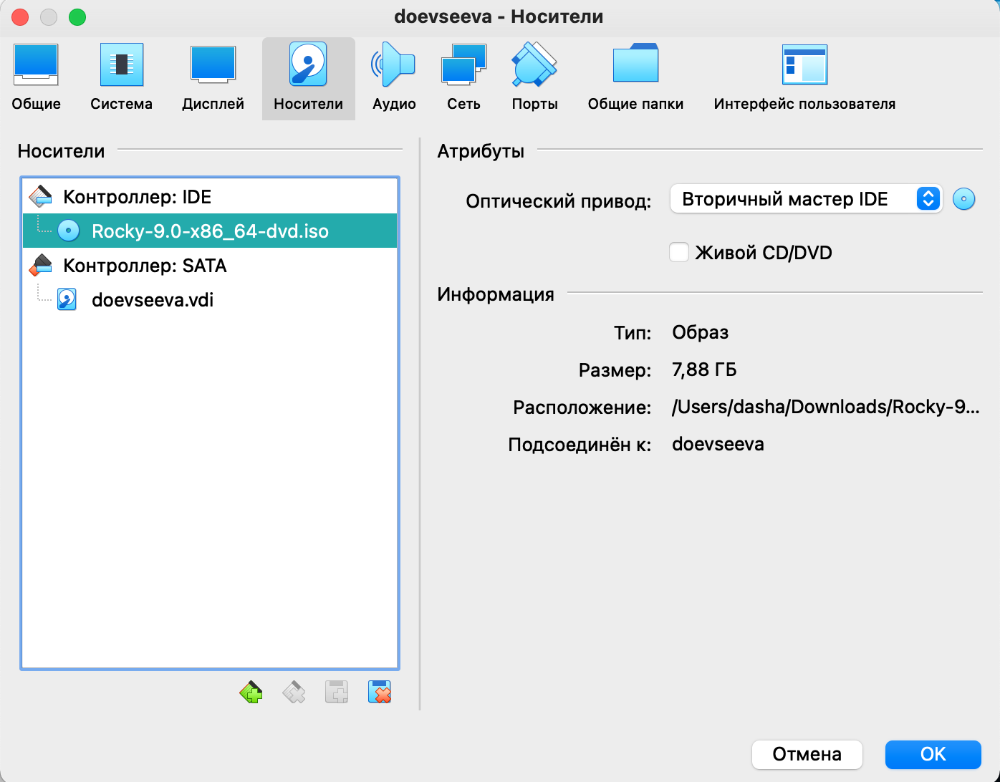 doevseeva - Носители
Общие Система Дисплей Носители Аудио Сеть Порты Общие папки Интерфейс пользователя
Носители
Контроллер: IDE
Rocky-9.0-x86_64-dvd.iso
Контроллер: SATA
doevseeva.vdi
Атрибуты
Оптический привод: Вторичный мастер IDE
Живой CD/DVD
Информация
Тип: Образ
Размер: 7,88 ГБ
Расположение: /Users/dasha/Downloads/Rocky-9...
Подсоединён к: doevseeva
Отмена OK